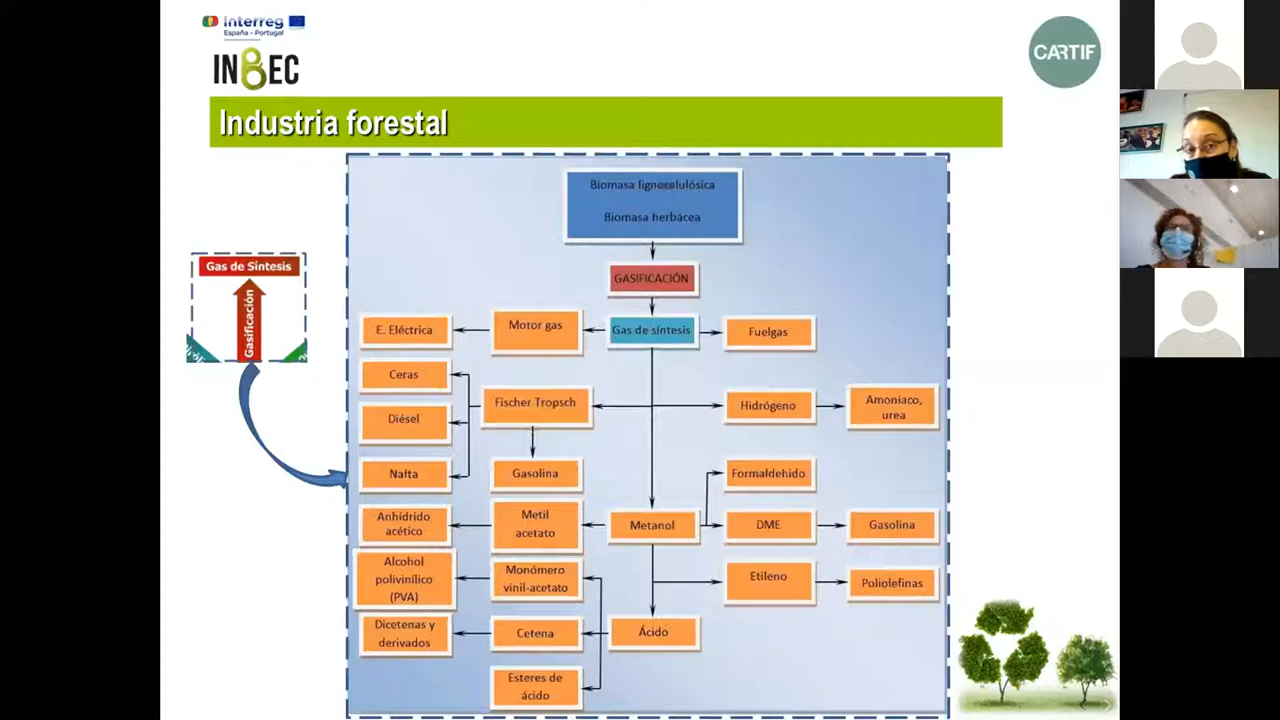 Interreg
España - Portugal
INBEC
CARTIF
Industria forestal
Biomasa lignocelulósica
Biomasa herbácea
GASIFICACIÓN
Gas de Síntesis
Gasificación
E. Eléctrica
Motor gas
Gas de síntesis
Fuelgas
Ceras
Diésel
Nafta
Fischer Tropsch
Gasolina
Hidrógeno
Amoniaco,
urea
Formaldehido
Anhídrido
acético
Metil
acetato
Metanol
DME
Gasolina
Alcohol
polivinílico
(PVA)
Monómero
vinil-acetato
Etileno
Poliolefinas
Dicetenas y
derivados
Cetena
Ácido
Esteres de
ácido